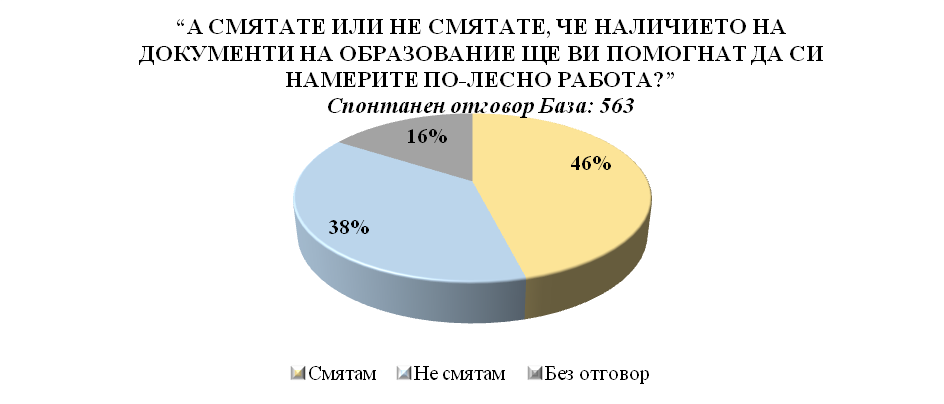 “А СМЯТАТЕ ИЛИ НЕ СМЯТАТЕ, ЧЕ НАЛИЧИЕТО НА
ДОКУМЕНТИ НА ОБРАЗОВАНИЕ ЩЕ ВИ ПОМОГНАТ ДА СИ
НАМЕРИТЕ ПО-ЛЕСНО РАБОТА?”
Спонтанен отговор База: 563
16%
46%
38%
Смятам Не смятам Без отговор